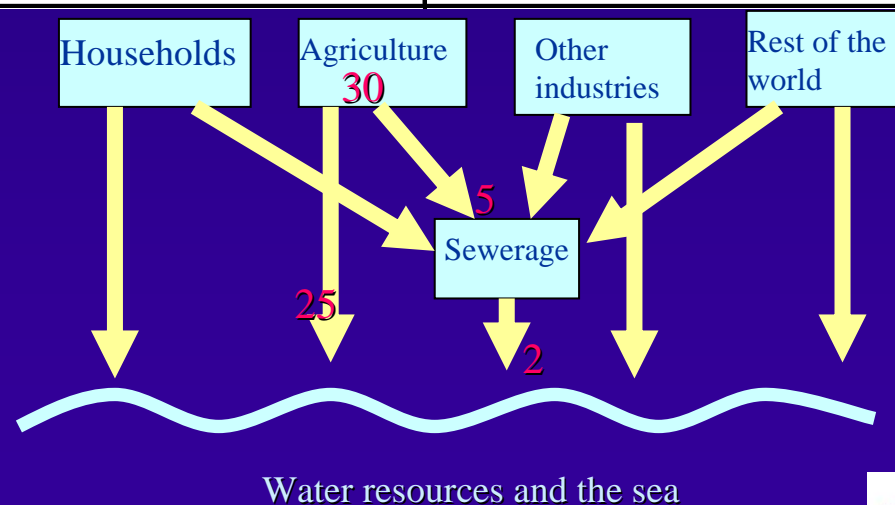 Households
Agriculture
30
Other
industries
Rest of the
world
5
Sewerage
25
2
Water resources and the sea